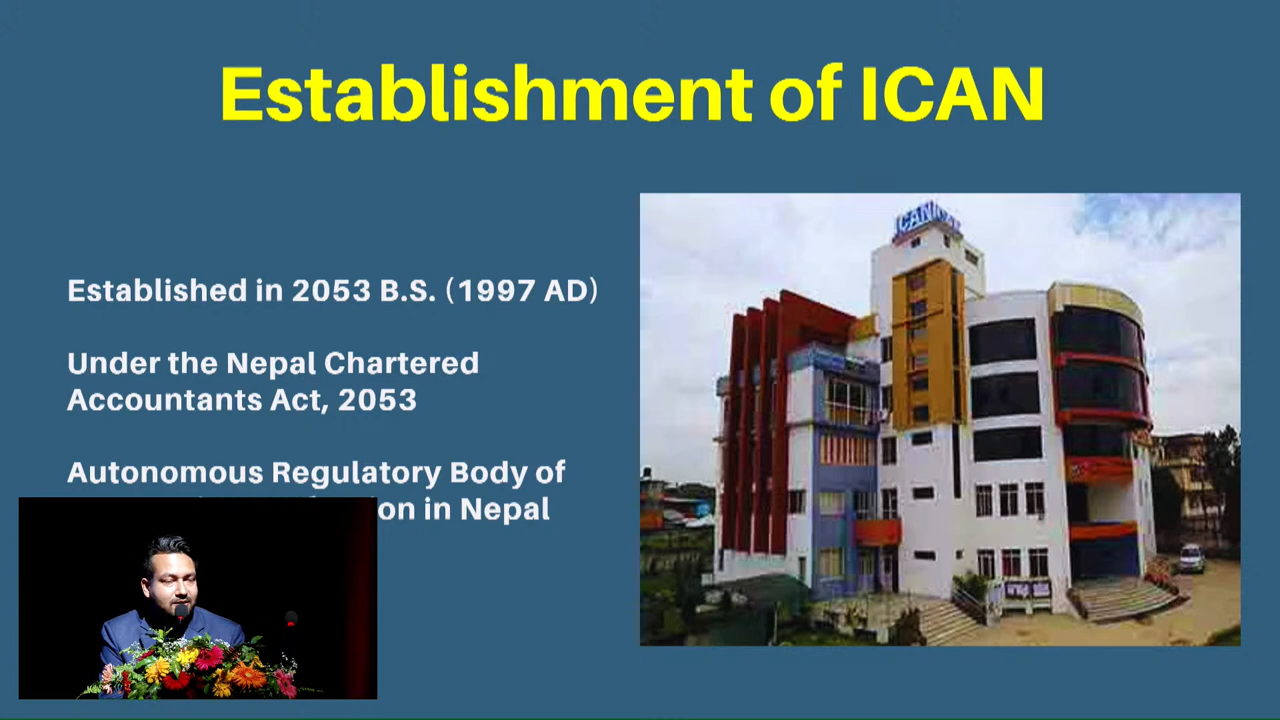 Establishment of ICAN
ICAN
Established in 2053 B.S. (1997 AD)
Under the Nepal Chartered
Accountants Act, 2053
Autonomous Regulatory Body of
on in Nepal